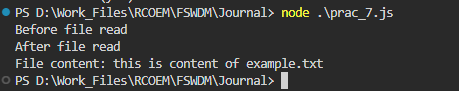 PS D:\Work_Files\RCOEM\FSWDM\Journal> node .\prac_7.js
Before file read
After file read
File content: this is content of example.txt
PS D:\Work_Files\RCOEM\FSWDM\Journal>